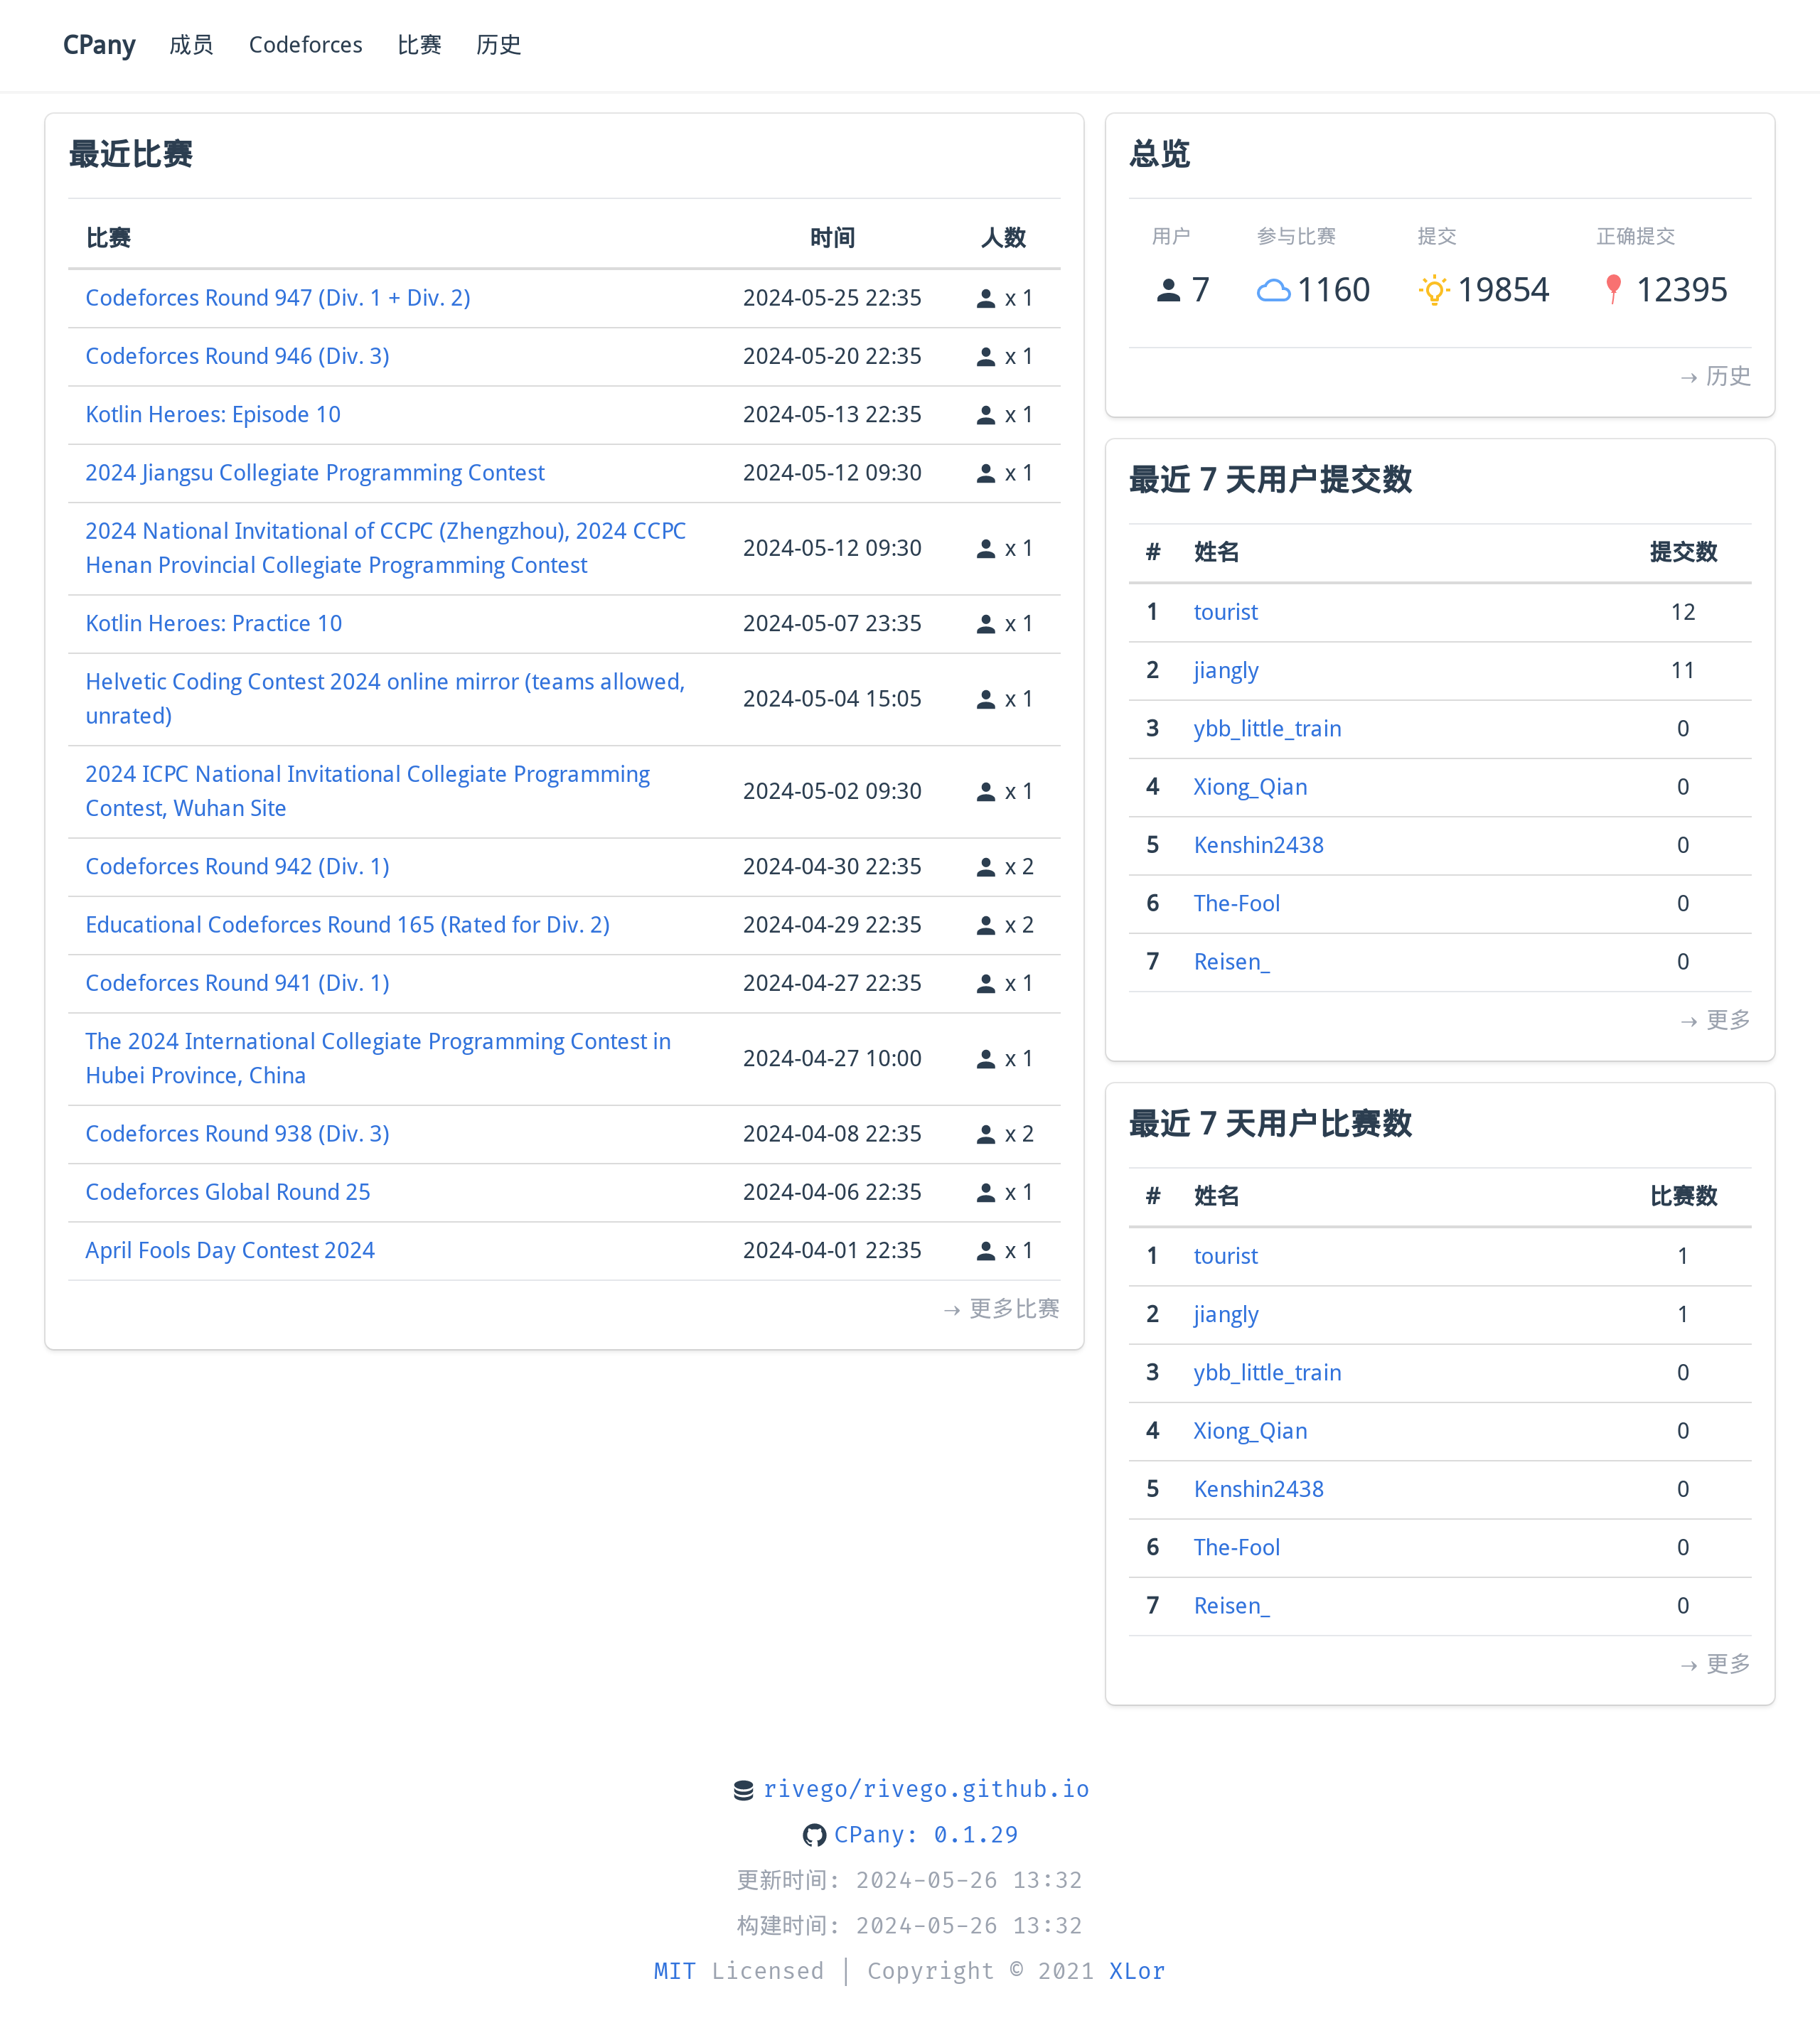 CPany 成员 Codeforces 比赛 历史
最近比赛
比赛 时间 人数
Codeforces Round 947 (Div. 1 + Div. 2) 2024-05-25 22:35 x 1
Codeforces Round 946 (Div. 3) 2024-05-20 22:35 x 1
Kotlin Heroes: Episode 10 2024-05-13 22:35 x 1
2024 Jiangsu Collegiate Programming Contest 2024-05-12 09:30 x 1
2024 National Invitational of CCPC (Zhengzhou), 2024 CCPC
Henan Provincial Collegiate Programming Contest 2024-05-12 09:30 x 1
Kotlin Heroes: Practice 10 2024-05-07 23:35 x 1
Helvetic Coding Contest 2024 online mirror (teams allowed,
unrated) 2024-05-04 15:05 x 1
2024 ICPC National Invitational Collegiate Programming
Contest, Wuhan Site 2024-05-02 09:30 x 1
Codeforces Round 942 (Div. 1) 2024-04-30 22:35 x 2
Educational Codeforces Round 165 (Rated for Div. 2) 2024-04-29 22:35 x 2
Codeforces Round 941 (Div. 1) 2024-04-27 22:35 x 1
The 2024 International Collegiate Programming Contest in
Hubei Province, China 2024-04-27 10:00 x 1
Codeforces Round 938 (Div. 3) 2024-04-08 22:35 x 2
Codeforces Global Round 25 2024-04-06 22:35 x 1
April Fools Day Contest 2024 2024-04-01 22:35 x 1
→ 更多比赛
总览
用户 参与比赛 提交 正确提交
7 1160 19854 12395
→ 历史
最近 7 天用户提交数
# 姓名 提交数
1 tourist 12
2 jiangly 11
3 ybb_little_train 0
4 Xiong_Qian 0
5 Kenshin2438 0
6 The-Fool 0
7 Reisen_ 0
→ 更多
最近 7 天用户比赛数
# 姓名 比赛数
1 tourist 1
2 jiangly 1
3 ybb_little_train 0
4 Xiong_Qian 0
5 Kenshin2438 0
6 The-Fool 0
7 Reisen_ 0
→ 更多
rivego/rivego.github.io
CPany: 0.1.29
更新时间: 2024-05-26 13:32
构建时间: 2024-05-26 13:32
MIT Licensed | Copyright © 2021 XLor